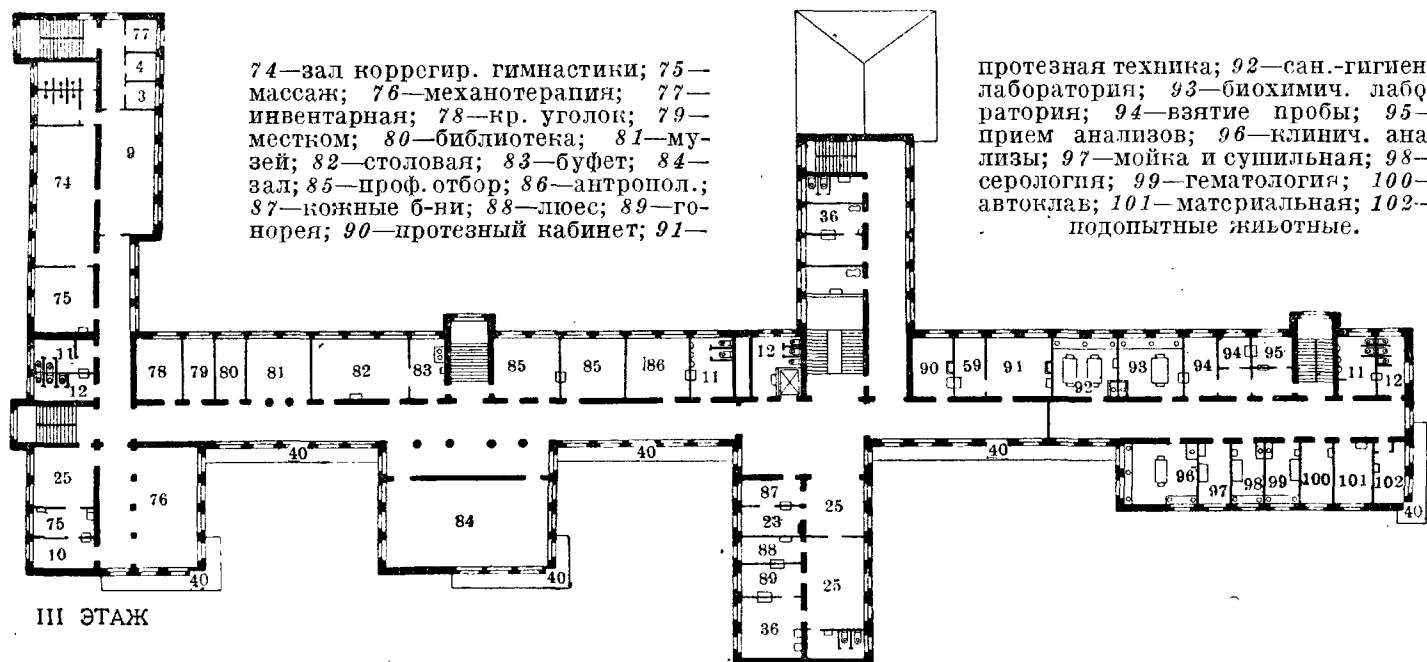 74—зал коррегир. гимнастики; 75—
массаж; 76—механотерапия; 77—
инвентарная; 78—кр. уголок; 79—
местком; 80—библиотека; 81—му-
зей; 82—столовая; 83—буфет; 84—
зал; 85—проф. отбор; 86—антропол.;
87—кожные б-ни; 88—люес; 89—го-
норея; 90—протезный кабинет; 91—
протезная техника; 92—сан.-гигиен
лаборатория; 93—биохимич. лабо
ратория; 94—взятие пробы; 95—
прием анализов; 96—клинич. ана
лизы; 97—мойка и сушильная; 98—
серология; 99—гематология; 100—
автоклав; 101—материальная; 102—
подопытные животные.
77
4
3
9
74
75
11
12
78 79 80 81 82 83 85 85 86 11 12
36
90 59 91 92 93 94 94 95 11 12
40 40 40
25
75
10
76
40
84
40
87
23
88
89
36
25
25
96 97 98 99 100 101 102
40
III ЭТАЖ